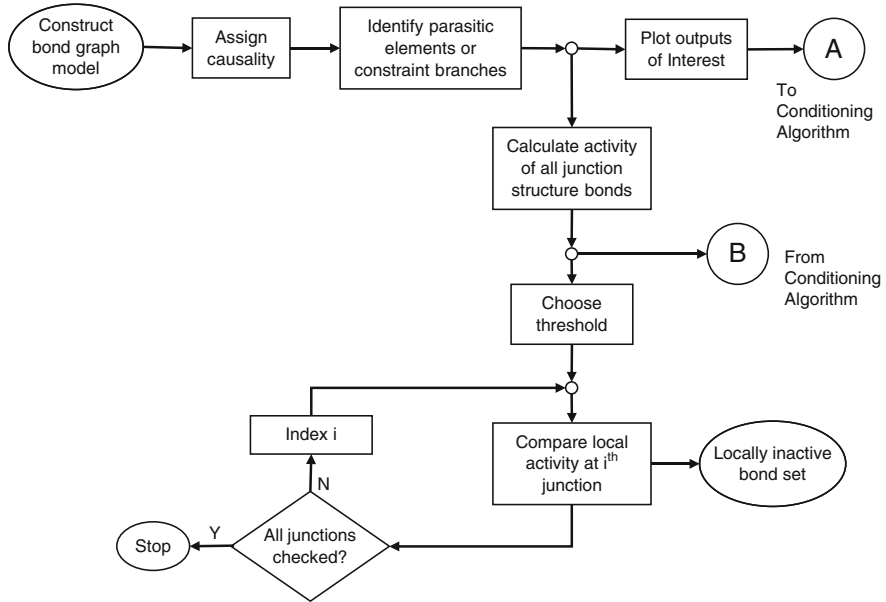 Construct
bond graph
model
Assign
causality
Identify parasitic
elements or
constraint branches
Plot outputs
of Interest
A
To
Conditioning
Algorithm
Calculate activity
of all junction
structure bonds
B
From
Conditioning
Algorithm
Choose
threshold
Index i
Compare local
activity at ith
junction
Locally inactive
bond set
N
All junctions
checked?
Y
Stop